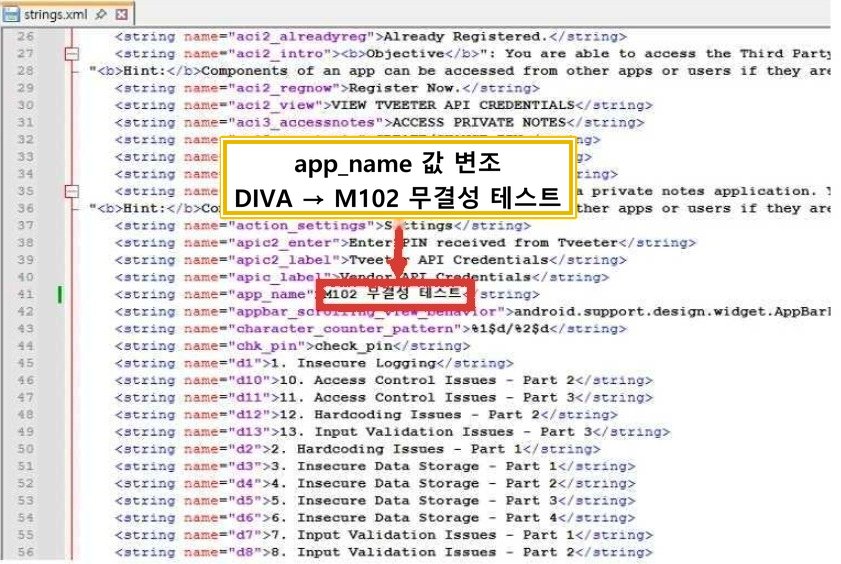 strings.xml
26 <string name="aci2_alreadyreg">Already Registered.</string>
27 <string name="aci2_intro"><b>Objective</b>": You are able to access the Third Party
28 "<b>Hint:</b>Components of an app can be accessed from other apps or users if they are
29 <string name="aci2_regnow">Register Now.</string>
30 <string name="aci2_view">VIEW TVEETER API CREDENTIALS</string>
31 <string name="aci3_accessnotes">ACCESS PRIVATE NOTES</string>
32 <string name ng>
33 <string name g>
34 <string name ring>
app_name 값 변조
DIVA → M102 무결성 테스트
35 <string name a private notes application. Y
36 "<b>Hint:</b>Co ther apps or users if they are
37 <string name="action_settings">Settings</string>
38 <string name="apic2_enter">Enter PIN received from Tveeter</string>
39 <string name="apic2_label">Tveeter API Credentials</string>
40 <string name="apic_label">Vendor API Credentials</string>
41 <string name="app_name">M102 무결성 테스트</string>
42 <string name="appbar_scrolling_view_behavior">android.support.design.widget.AppBarL
43 <string name="character_counter_pattern">%1$d/%2$d</string>
44 <string name="chk_pin">check_pin</string>
45 <string name="d1">1. Insecure Logging</string>
46 <string name="d10">10. Access Control Issues - Part 2</string>
47 <string name="d11">11. Access Control Issues - Part 3</string>
48 <string name="d12">12. Hardcoding Issues - Part 2</string>
49 <string name="d13">13. Input Validation Issues - Part 3</string>
50 <string name="d2">2. Hardcoding Issues - Part 1</string>
51 <string name="d3">3. Insecure Data Storage - Part 1</string>
52 <string name="d4">4. Insecure Data Storage - Part 2</string>
53 <string name="d5">5. Insecure Data Storage - Part 3</string>
54 <string name="d6">6. Insecure Data Storage - Part 4</string>
55 <string name="d7">7. Input Validation Issues - Part 1</string>
56 <string name="d8">8. Input Validation Issues - Part 2</string>